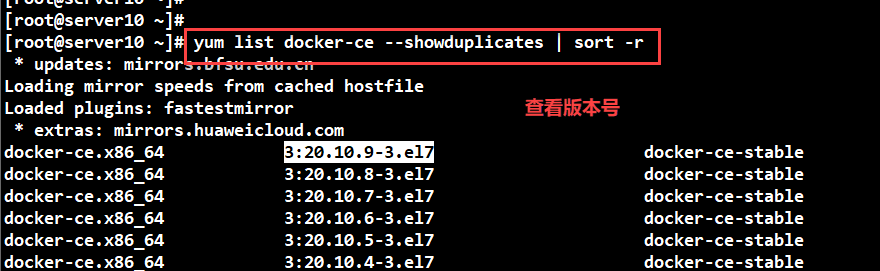 [root@server10 ~]#
[root@server10 ~]#
[root@server10 ~]# yum list docker-ce --showduplicates | sort -r
 * updates: mirrors.bfsu.edu.cn
Loading mirror speeds from cached hostfile
Loaded plugins: fastestmirror
查看版本号
 * extras: mirrors.huaweicloud.com
docker-ce.x86_64 3:20.10.9-3.el7 docker-ce-stable
docker-ce.x86_64 3:20.10.8-3.el7 docker-ce-stable
docker-ce.x86_64 3:20.10.7-3.el7 docker-ce-stable
docker-ce.x86_64 3:20.10.6-3.el7 docker-ce-stable
docker-ce.x86_64 3:20.10.5-3.el7 docker-ce-stable
docker-ce.x86_64 3:20.10.4-3.el7 docker-ce-stable